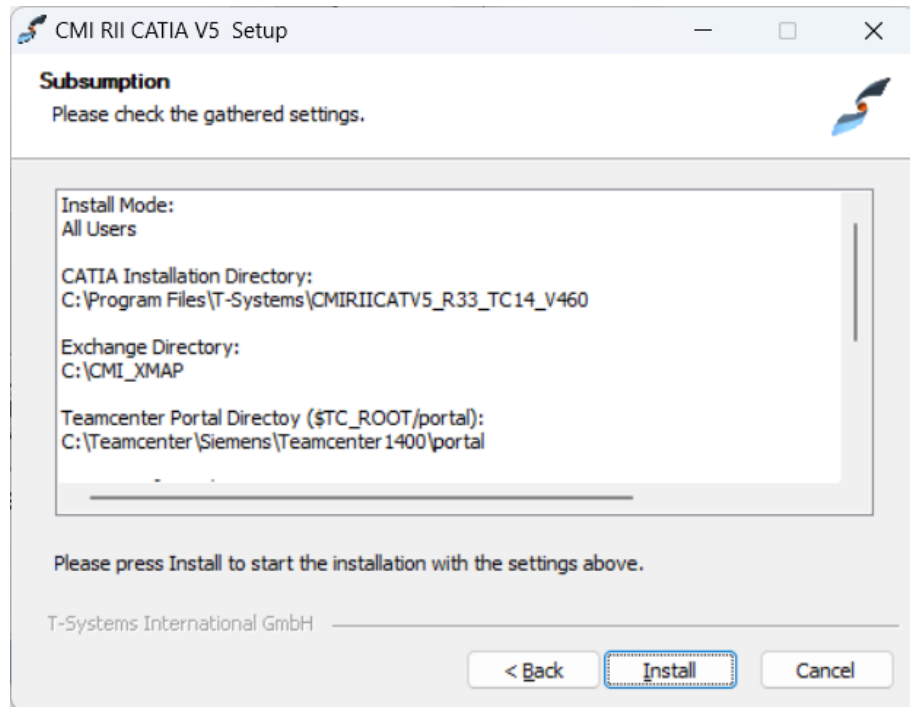 CMI RII CATIA V5  Setup
Subsumption
Please check the gathered settings.
Install Mode:
All Users
CATIA Installation Directory:
C:\Program Files\T-Systems\CMIRIICATV5_R33_TC14_V460
Exchange Directory:
C:\CMI_XMAP
Teamcenter Portal Directoy ($TC_ROOT/portal):
C:\Teamcenter\Siemens\Teamcenter1400\portal
Please press Install to start the installation with the settings above.
T-Systems International GmbH
< Back
Install
Cancel